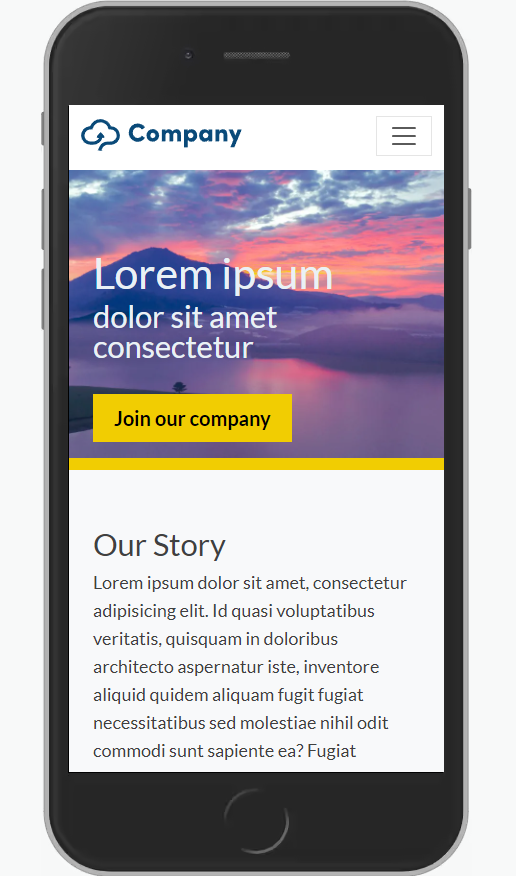 Company
Lorem ipsum
dolor sit amet
consectetur
Join our company
Our Story
Lorem ipsum dolor sit amet, consectetur
adipisicing elit. Id quasi voluptatibus
veritatis, quisquam in doloribus
architecto aspernatur iste, inventore
aliquid quidem aliquam fugit fugiat
necessitatibus sed molestiae nihil odit
commodi sunt sapiente ea? Fugiat